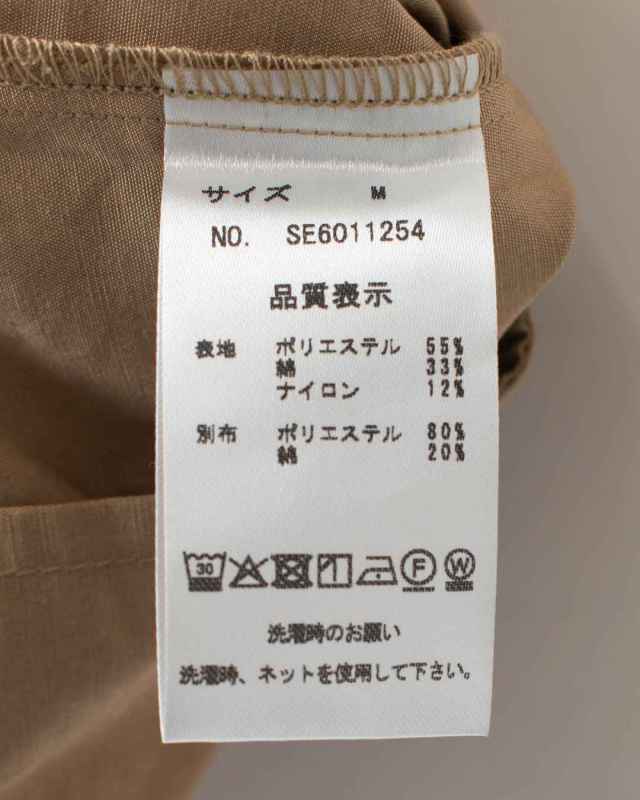 サイズ M
NO. SE6011254
品質表示
表地 ポリエステル 55%
綿 33%
ナイロン 12%
別布 ポリエステル 80%
綿 20%
30 F W
洗濯時のお願い
洗濯時、ネットを使用して下さい。